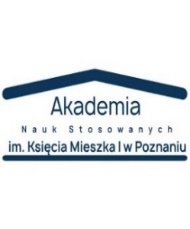 Akademia
Nauk Stosowanych
im. Księcia Mieszka I w Poznaniu